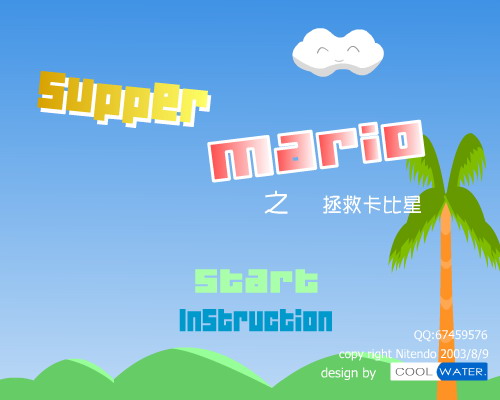 supper
mario
之 拯救卡比星
start
instruction
QQ:67459576
copy right Nitendo 2003/8/9
design by COOL WATER.